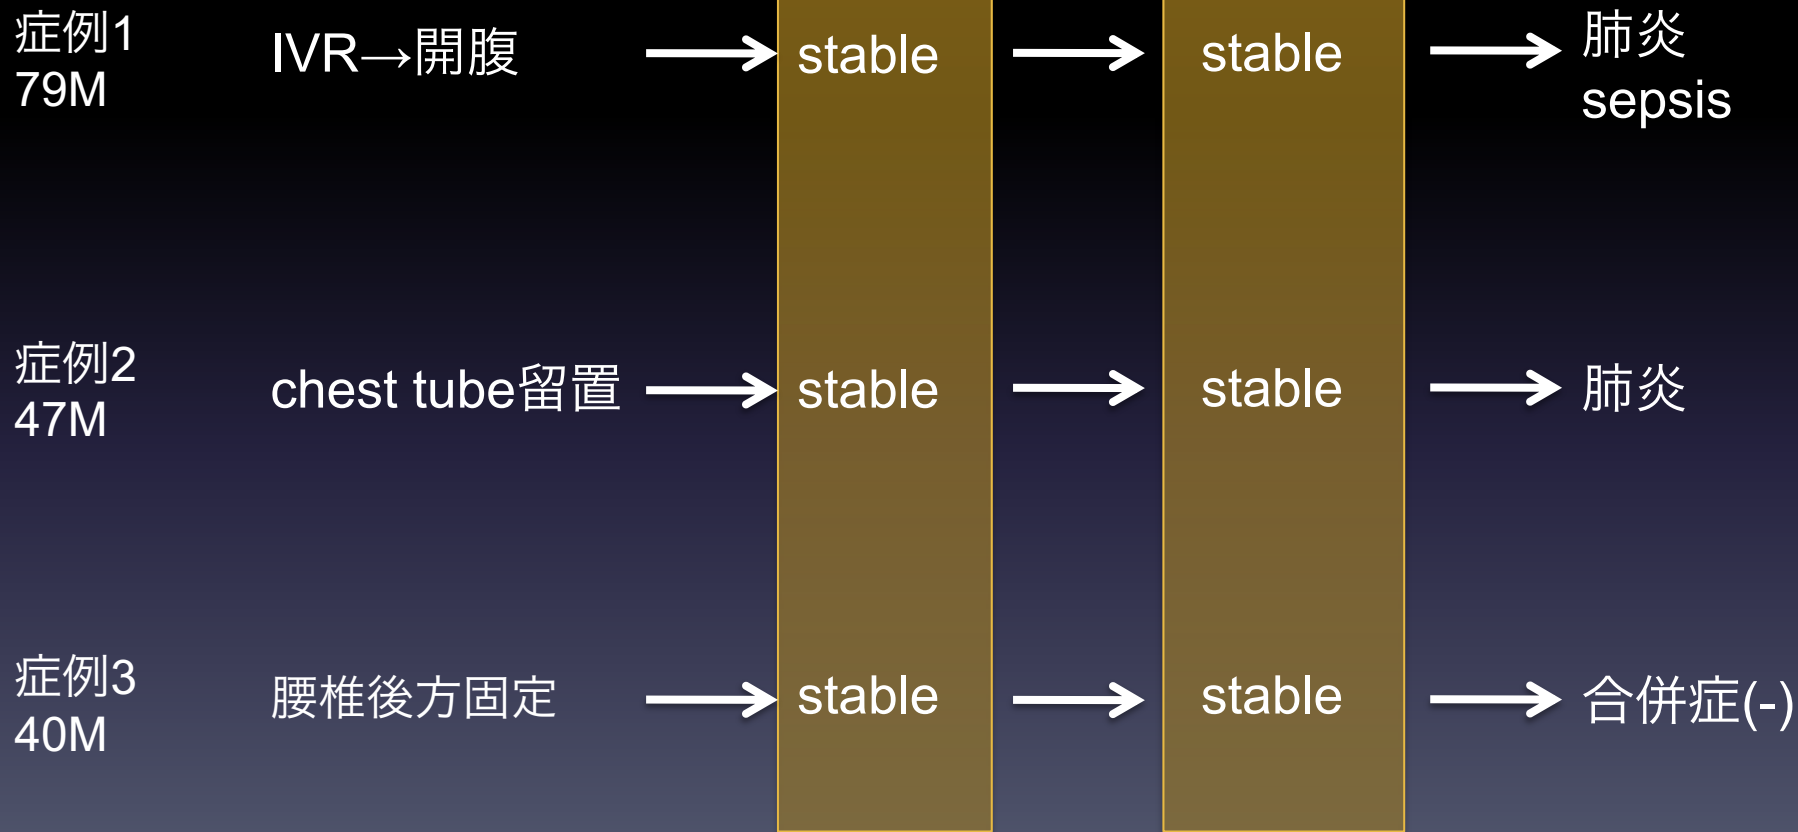 症例1
79M
IVR→開腹
stable
stable
肺炎
sepsis
症例2
47M
chest tube留置
stable
stable
肺炎
症例3
40M
腰椎後方固定
stable
stable
合併症(-)